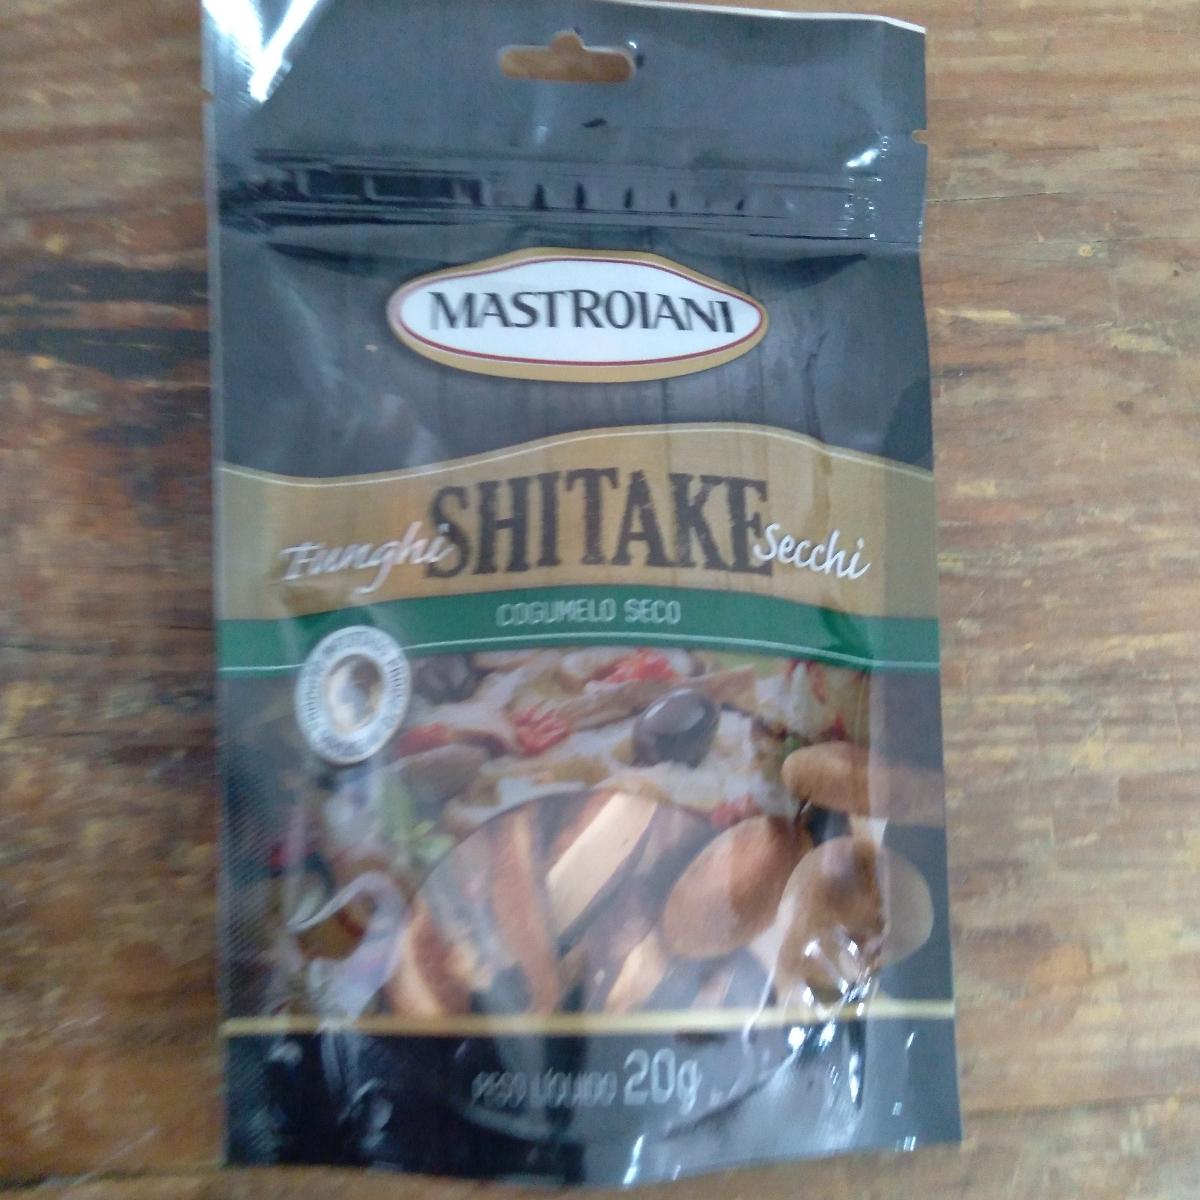 MASTROIANI
Funghi SHITAKE Secchi
COGUMELO SECO
PESO LÍQUIDO 20g